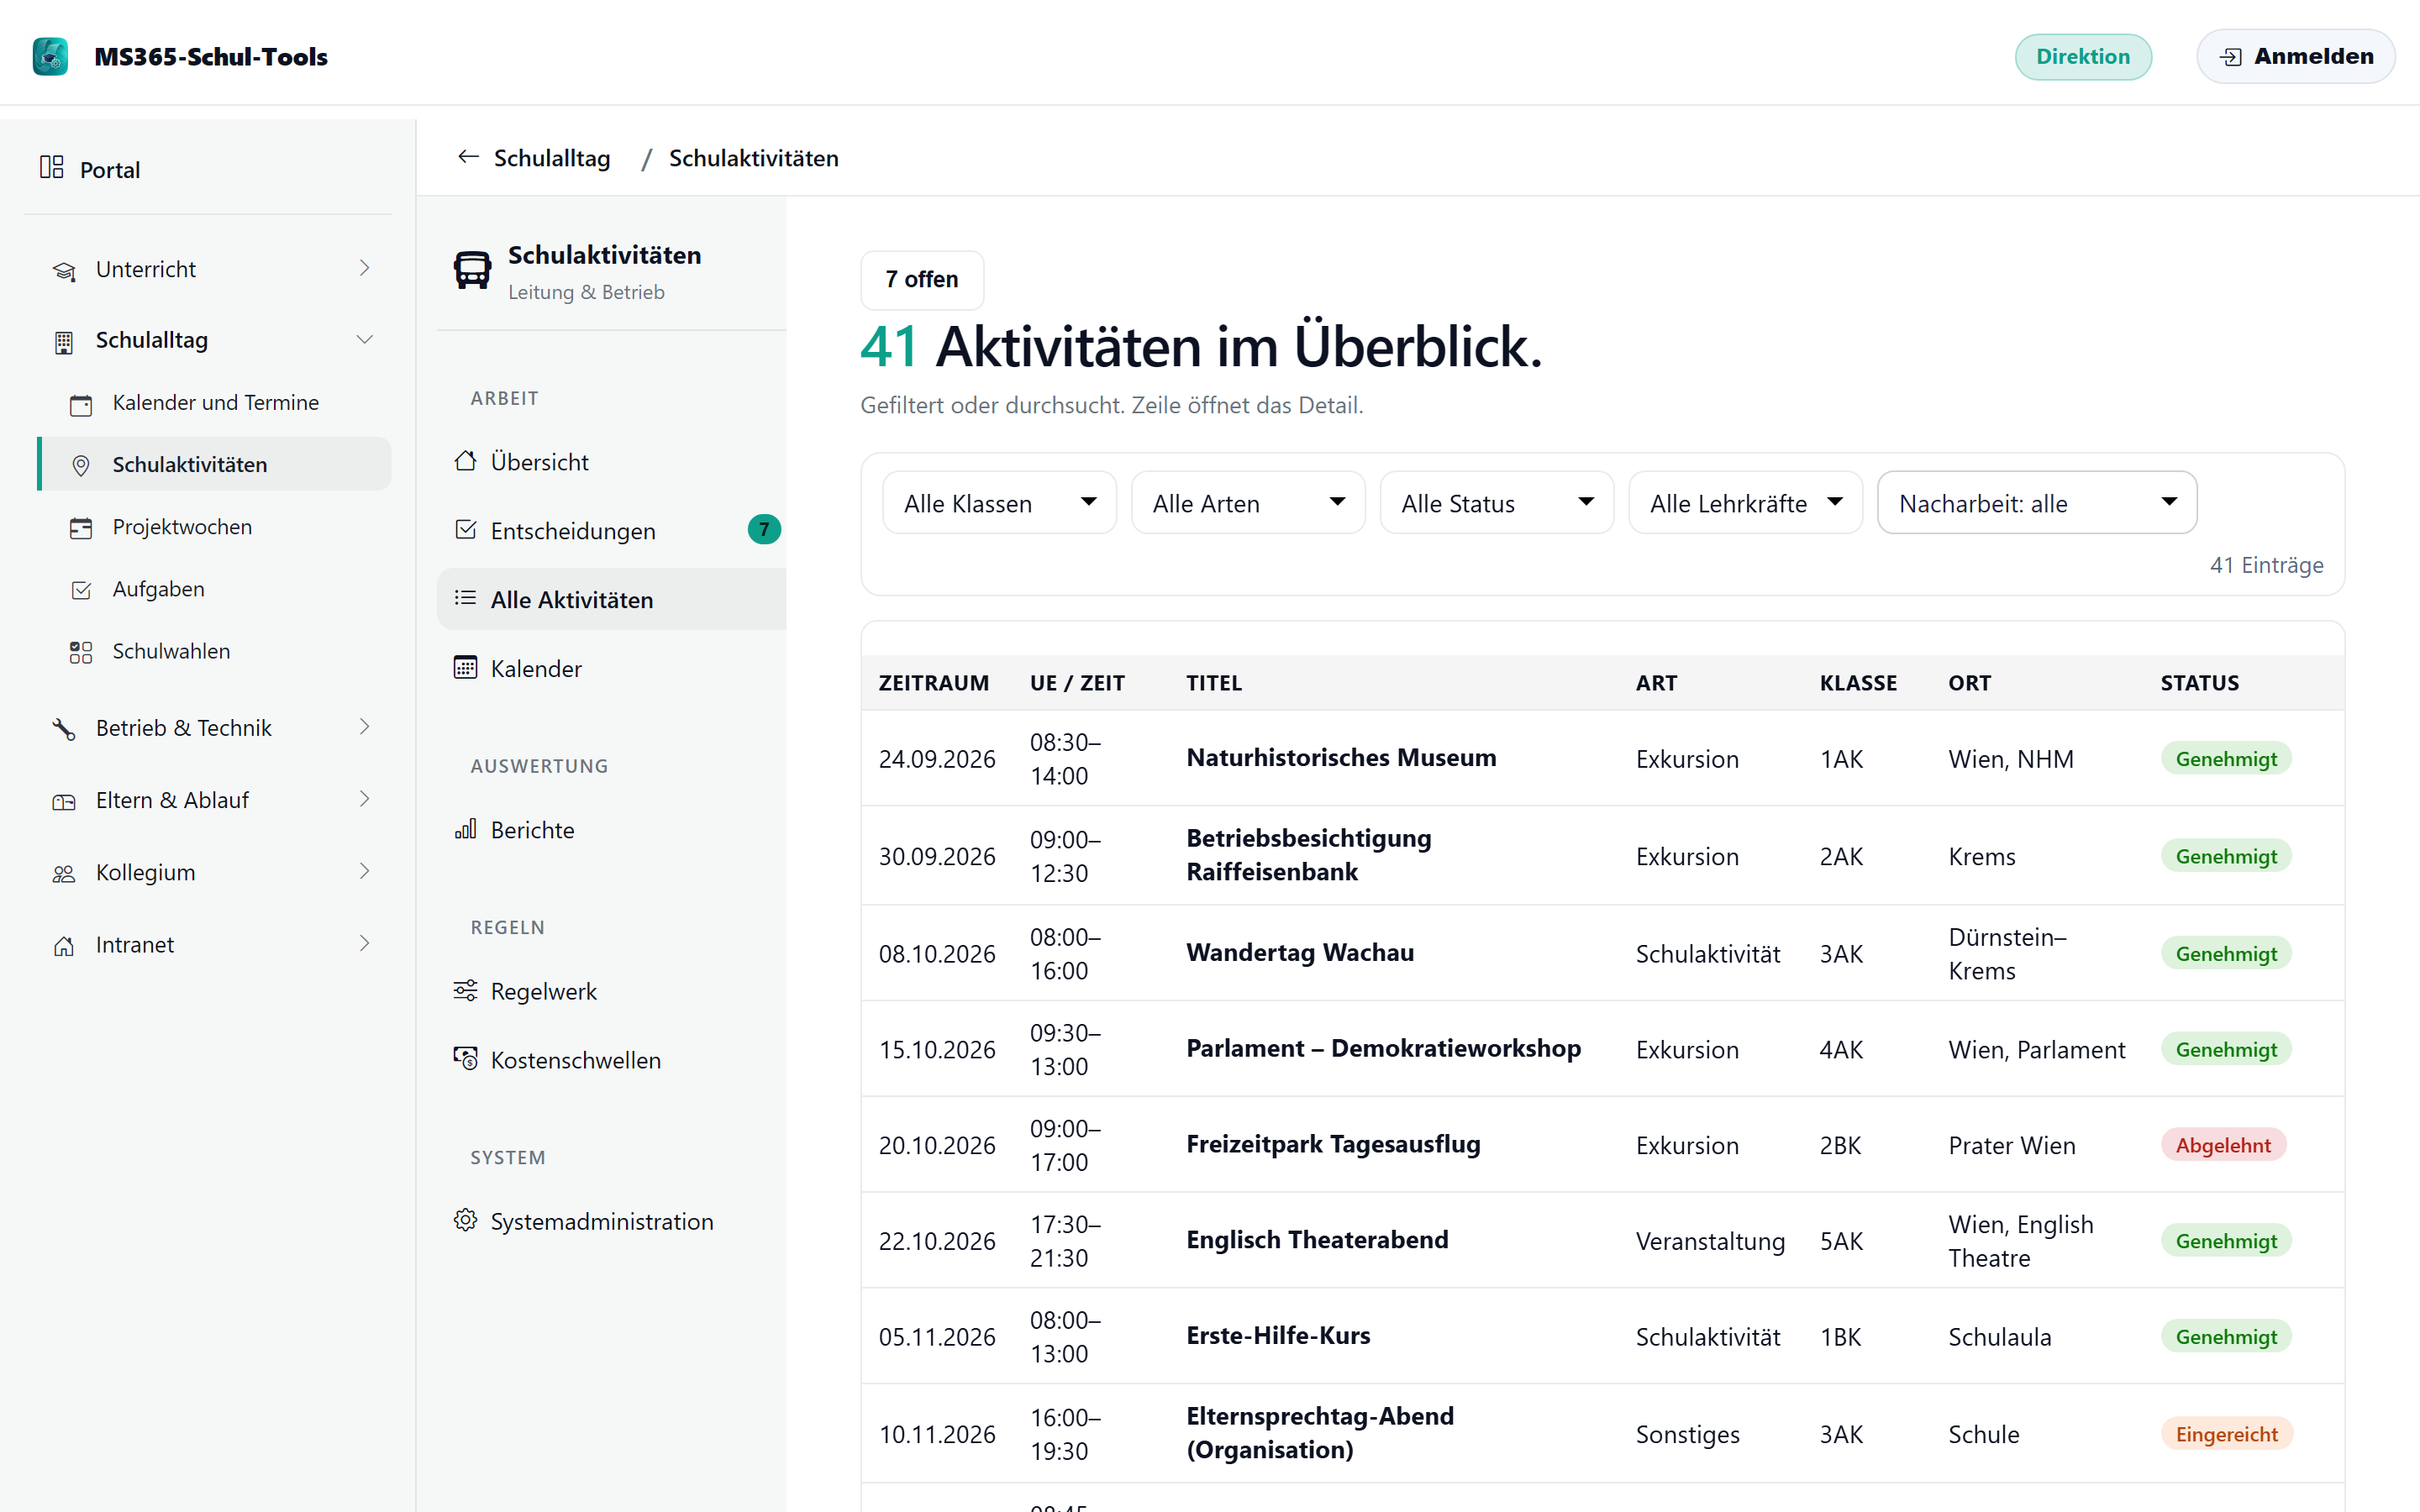 MS365-Schul-Tools
Direktion
Anmelden
Portal
Unterricht
Schulalltag
Kalender und Termine
Schulaktivitäten
Projektwochen
Aufgaben
Schulwahlen
Betrieb & Technik
Eltern & Ablauf
Kollegium
Intranet
Schulalltag / Schulaktivitäten
Schulaktivitäten
Leitung & Betrieb
ARBEIT
Übersicht
Entscheidungen 7
Alle Aktivitäten
Kalender
AUSWERTUNG
Berichte
REGELN
Regelwerk
Kostenschwellen
SYSTEM
Systemadministration
7 offen
41 Aktivitäten im Überblick.
Gefiltert oder durchsucht. Zeile öffnet das Detail.
Alle Klassen Alle Arten Alle Status Alle Lehrkräfte Nacharbeit: alle
41 Einträge
ZEITRAUM UE / ZEIT TITEL ART KLASSE ORT STATUS
24.09.2026 08:30–14:00 Naturhistorisches Museum Exkursion 1AK Wien, NHM Genehmigt
30.09.2026 09:00–12:30 Betriebsbesichtigung Raiffeisenbank Exkursion 2AK Krems Genehmigt
08.10.2026 08:00–16:00 Wandertag Wachau Schulaktivität 3AK Dürnstein–Krems Genehmigt
15.10.2026 09:30–13:00 Parlament – Demokratieworkshop Exkursion 4AK Wien, Parlament Genehmigt
20.10.2026 09:00–17:00 Freizeitpark Tagesausflug Exkursion 2BK Prater Wien Abgelehnt
22.10.2026 17:30–21:30 Englisch Theaterabend Veranstaltung 5AK Wien, English Theatre Genehmigt
05.11.2026 08:00–13:00 Erste-Hilfe-Kurs Schulaktivität 1BK Schulaula Genehmigt
10.11.2026 16:00–19:30 Elternsprechtag-Abend (Organisation) Sonstiges 3AK Schule Eingereicht